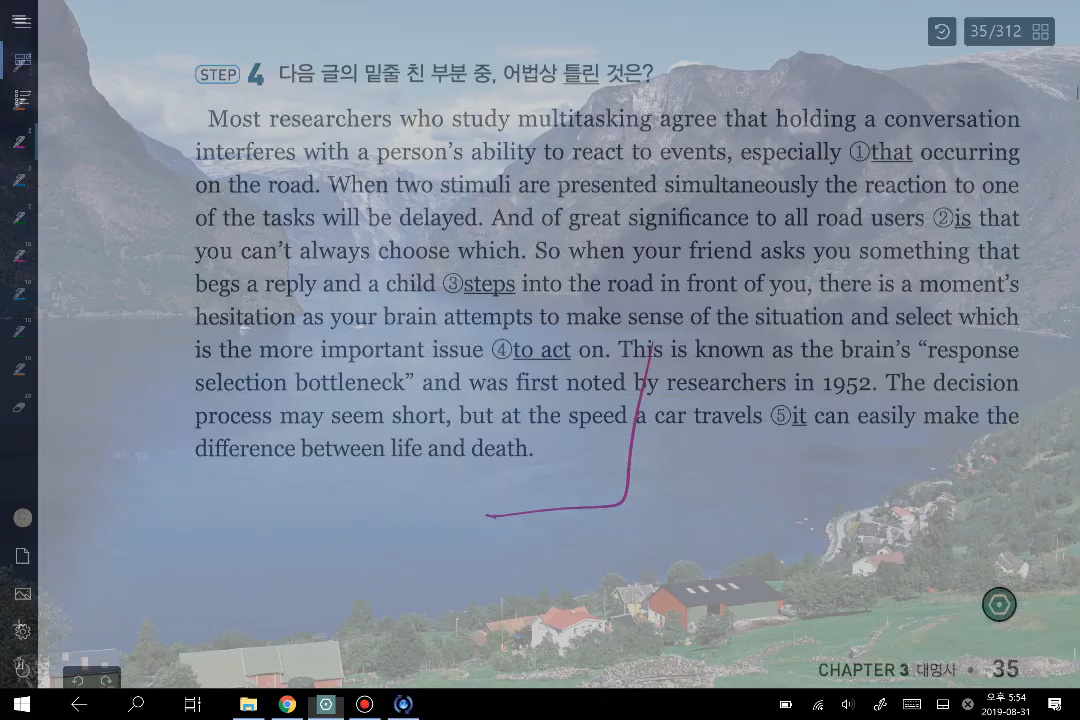 35/312
STEP 4 다음 글의 밑줄 친 부분 중, 어법상 틀린 것은?
Most researchers who study multitasking agree that holding a conversation
interferes with a person's ability to react to events, especially ①that occurring
on the road. When two stimuli are presented simultaneously the reaction to one
of the tasks will be delayed. And of great significance to all road users ②is that
you can't always choose which. So when your friend asks you something that
begs a reply and a child ③steps into the road in front of you, there is a moment's
hesitation as your brain attempts to make sense of the situation and select which
is the more important issue ④to act on. This is known as the brain's “response
selection bottleneck” and was first noted by researchers in 1952. The decision
process may seem short, but at the speed a car travels ⑤it can easily make the
difference between life and death.
CHAPTER 3 대명사 • 35
오후 5:54
2019-08-31